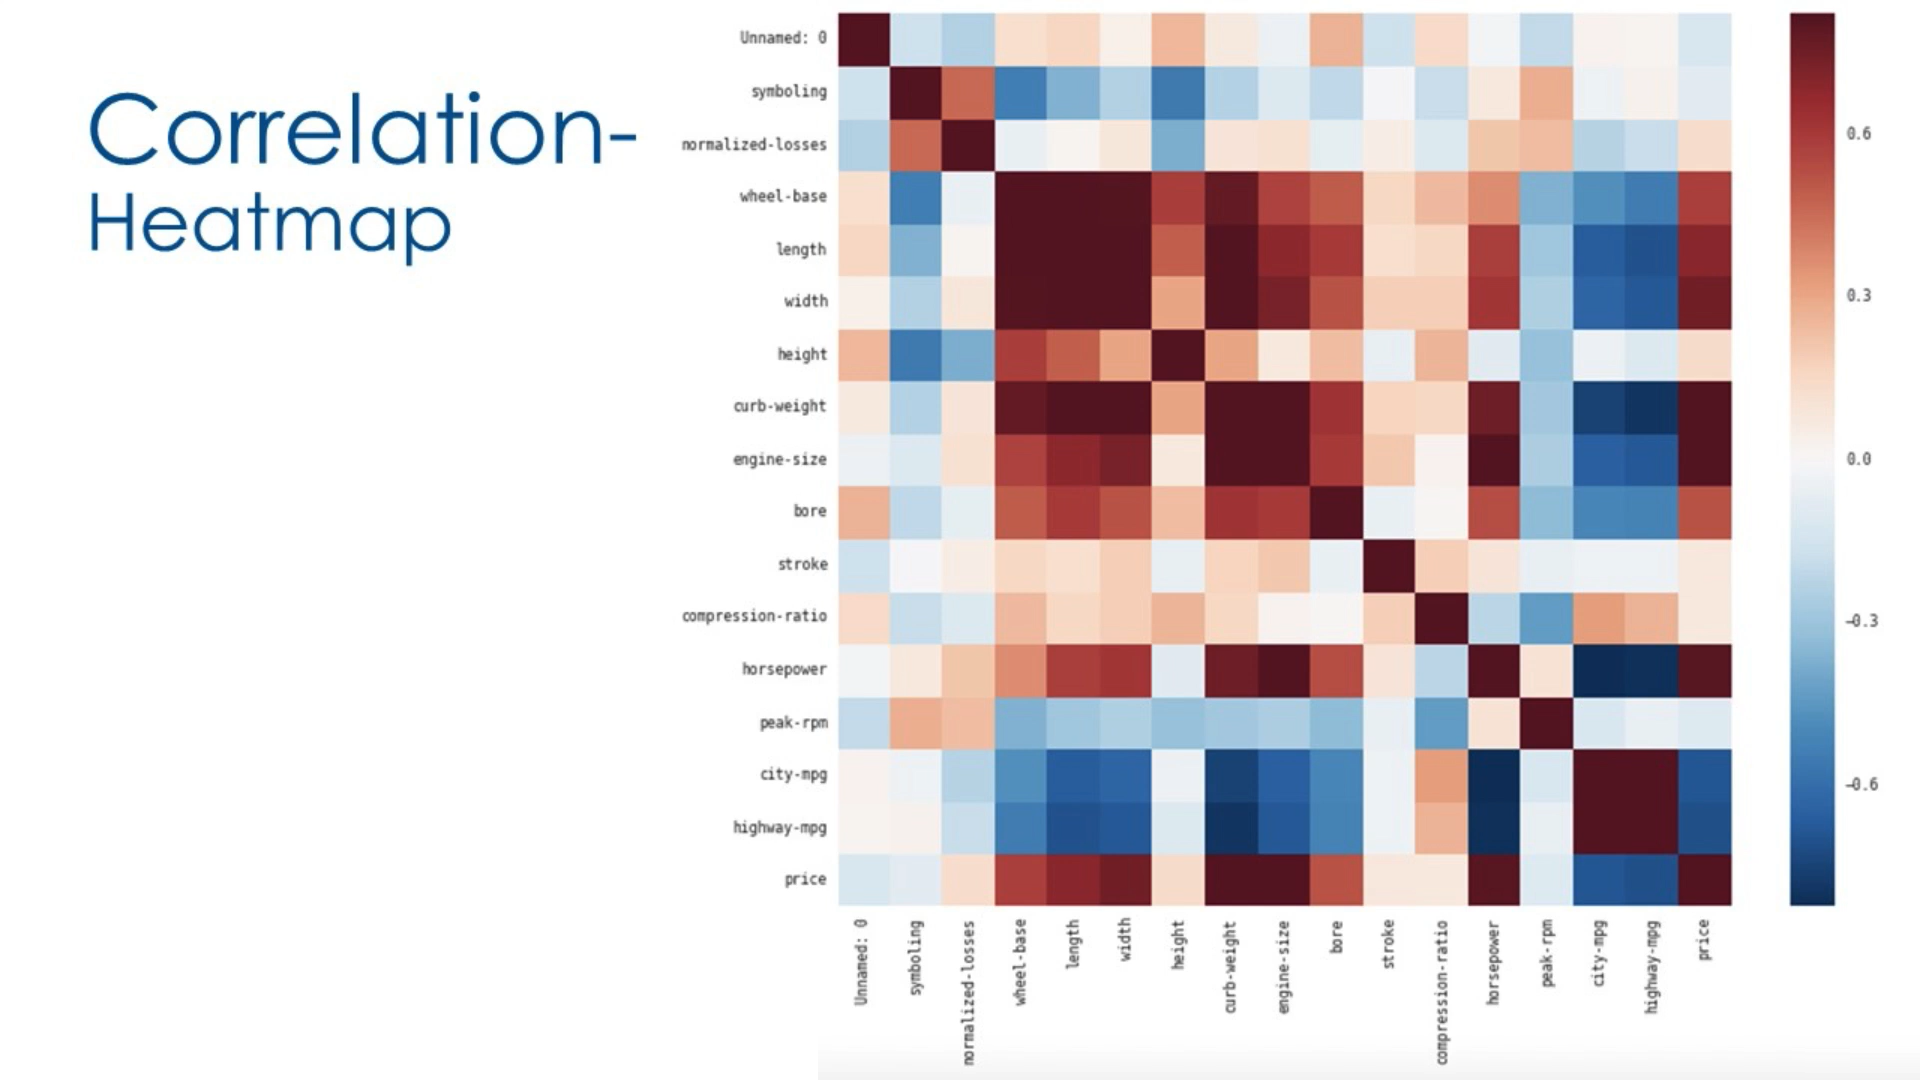 Correlation-
Heatmap
Unnamed: 0
symboling
normalized-losses
wheel-base
length
width
height
curb-weight
engine-size
bore
stroke
compression-ratio
horsepower
peak-rpm
city-mpg
highway-mpg
price
Unnamed: 0
symboling
normalized-losses
wheel-base
length
width
height
curb-weight
engine-size
bore
stroke
compression-ratio
horsepower
peak-rpm
city-mpg
highway-mpg
price
0.6
0.3
0.0
-0.3
-0.6